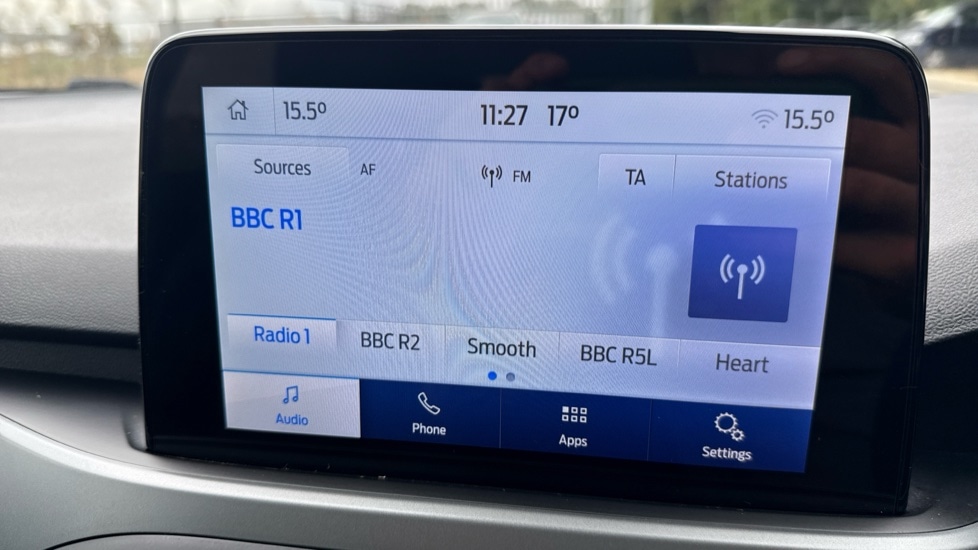 15.5° 11:27 17° 15.5°
Sources AF FM TA Stations
BBC R1
Radio 1 BBC R2 Smooth BBC R5L Heart
Audio Phone Apps Settings